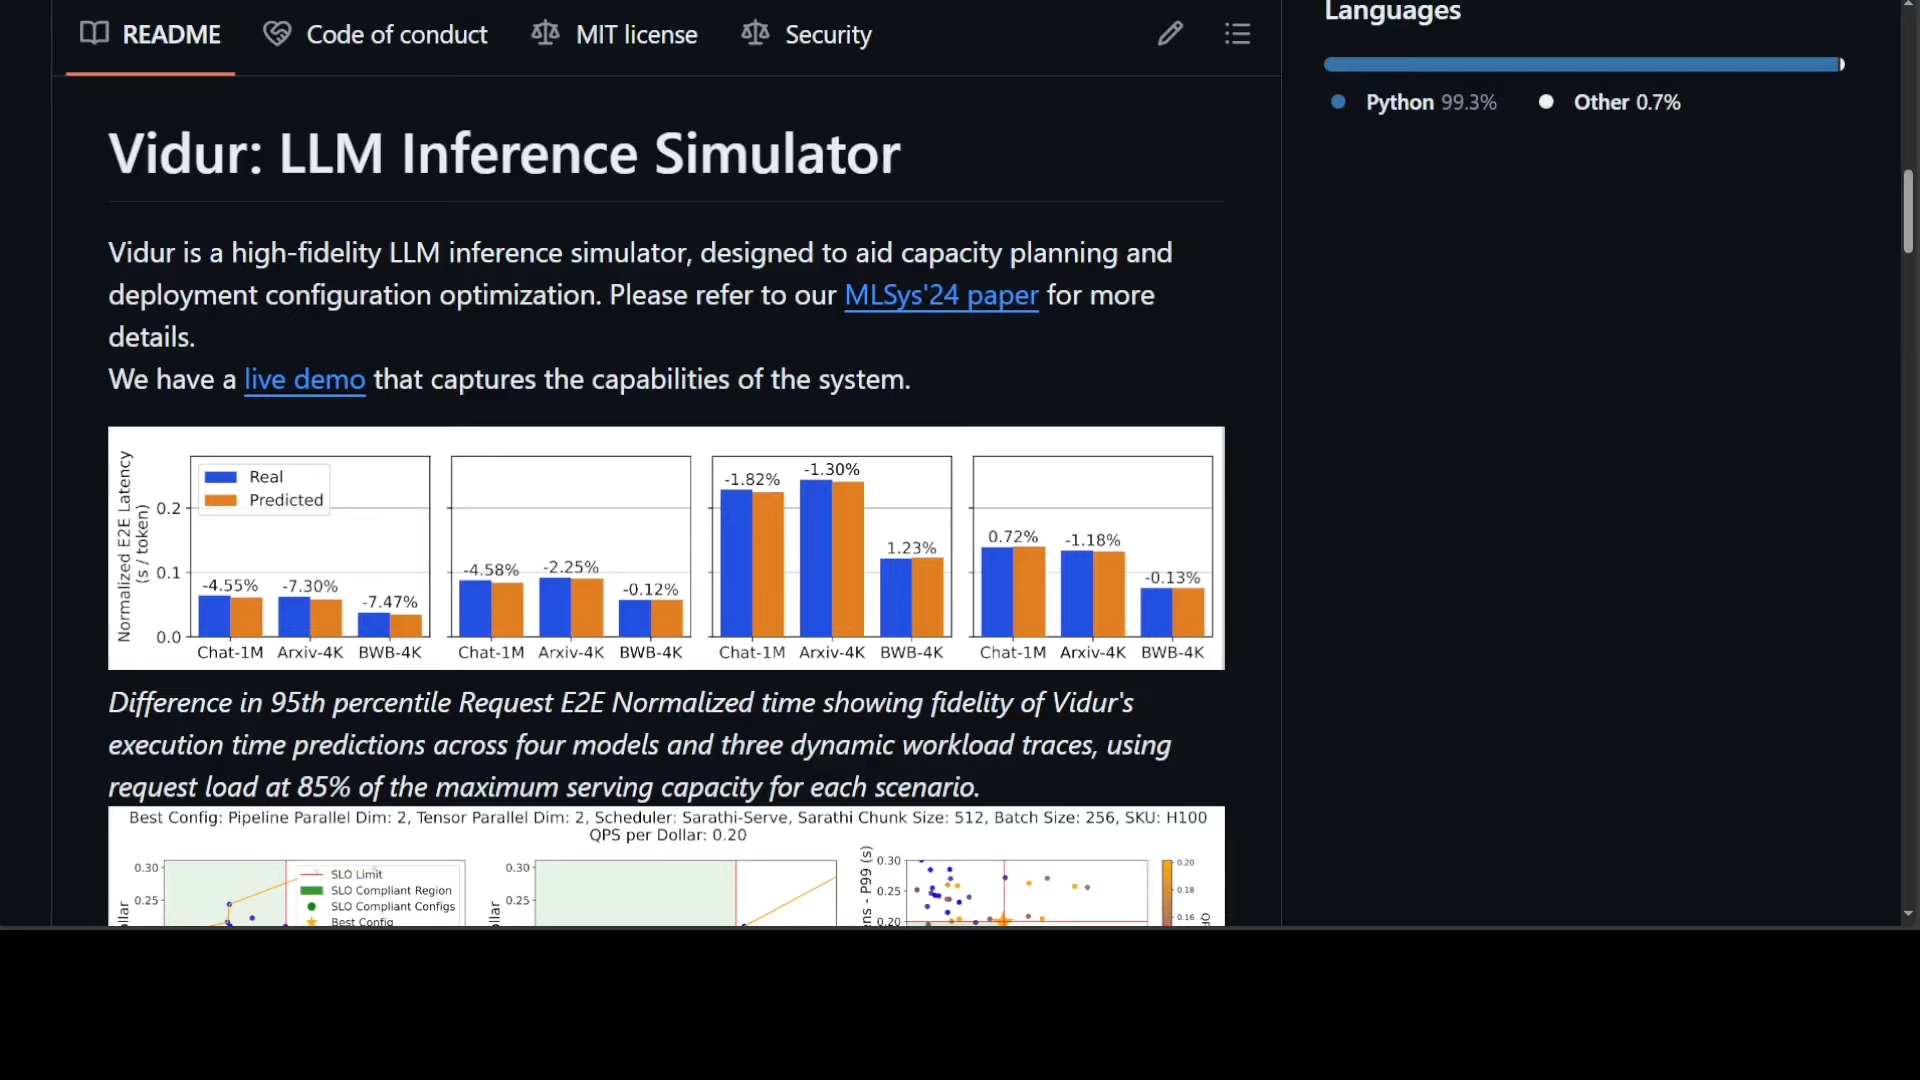 README
Code of conduct
MIT license
Security
Languages
Python 99.3%
Other 0.7%
Vidur: LLM Inference Simulator
Vidur is a high-fidelity LLM inference simulator, designed to aid capacity planning and
deployment configuration optimization. Please refer to our MLSys'24 paper for more
details.
We have a live demo that captures the capabilities of the system.
Normalized E2E Latency
(s / token)
0.2
0.1
0.0
Real
Predicted
-4.55%
-7.30%
-7.47%
Chat-1M
Arxiv-4K
BWB-4K
-4.58%
-2.25%
-0.12%
Chat-1M
Arxiv-4K
BWB-4K
-1.82%
-1.30%
1.23%
Chat-1M
Arxiv-4K
BWB-4K
0.72%
-1.18%
-0.13%
Chat-1M
Arxiv-4K
BWB-4K
Difference in 95th percentile Request E2E Normalized time showing fidelity of Vidur's
execution time predictions across four models and three dynamic workload traces, using
request load at 85% of the maximum serving capacity for each scenario.
Best Config: Pipeline Parallel Dim: 2, Tensor Parallel Dim: 2, Scheduler: Sarathi-Serve, Sarathi Chunk Size: 512, Batch Size: 256, SKU: H100
QPS per Dollar: 0.20
0.30
0.25
SLO Limit
SLO Compliant Region
SLO Compliant Configs
Best Config
0.30
0.25
- P99 (s)
0.30
0.25
0.20
0.20
0.18
0.16